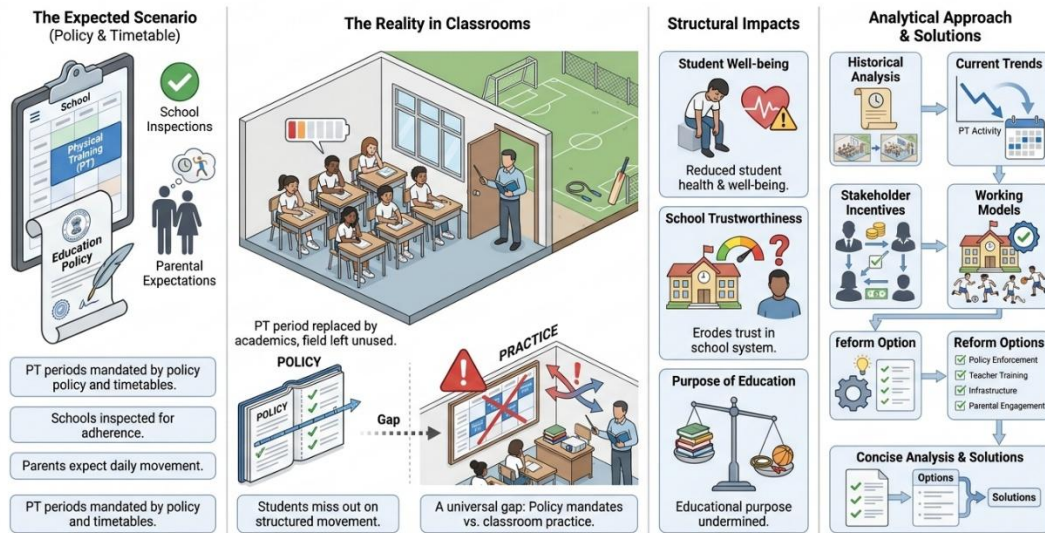 The Expected Scenario
(Policy & Timetable)
School
Physical
Training
(PT)
School
Inspections
Education
Policy
Parental
Expectations
PT periods mandated by policy
policy and timetables.
Schools inspected for
adherence.
Parents expect daily movement.
PT periods mandated by policy
and timetables.
The Reality in Classrooms
PT period replaced by
academics, field left unused.
POLICY
POLICY
Gap
PRACTICE
Students miss out on
structured movement.
A universal gap: Policy mandates
vs. classroom practice.
Structural Impacts
Student Well-being
Reduced student
health & well-being.
School Trustworthiness
Erodes trust in
school system.
Purpose of Education
Educational purpose
undermined.
Analytical Approach
& Solutions
Historical
Analysis
Current Trends
PT Activity
Stakeholder
Incentives
Working
Models
feform Option
Reform Options
Policy Enforcement
Teacher Training
Infrastructure
Parental Engagement
Concise Analysis & Solutions
Options
Solutions